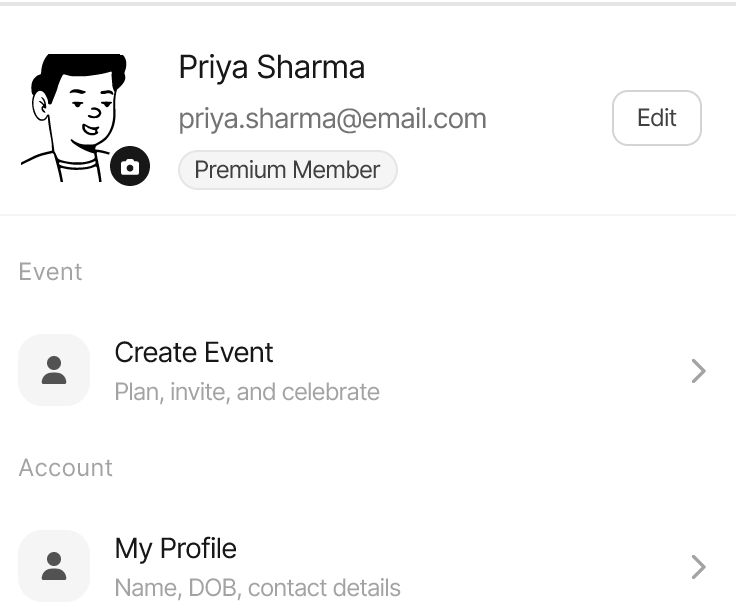 Priya Sharma
priya.sharma@email.com
Edit
Premium Member
Event
Create Event
Plan, invite, and celebrate
Account
My Profile
Name, DOB, contact details